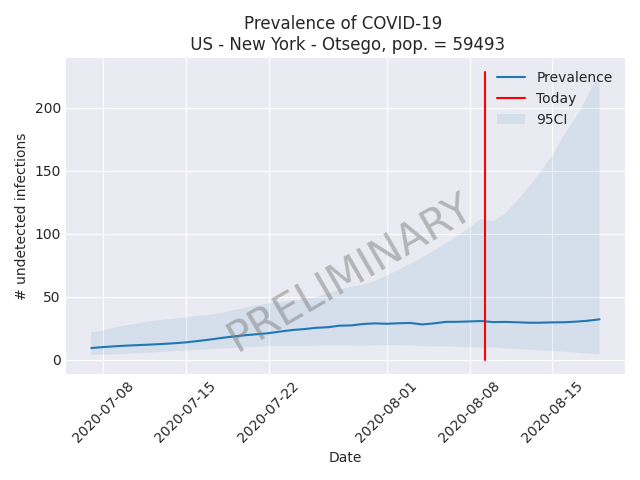 Prevalence of COVID-19
US - New York - Otsego, pop. = 59493
Prevalence
Today
95CI
PRELIMINARY
# undetected infections
200
150
100
50
0
2020-07-08
2020-07-15
2020-07-22
2020-08-01
2020-08-08
2020-08-15
Date